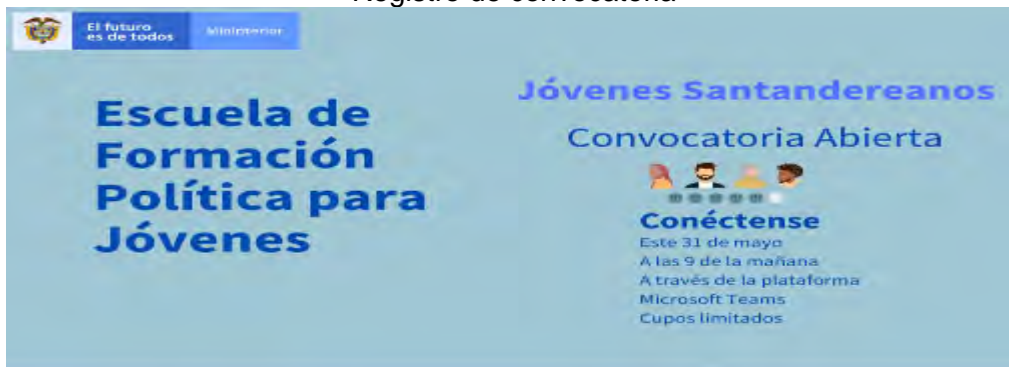 Registro de convocatoria
El futuro
es de todos
Mininterior
Escuela de
Formación
Política para
Jóvenes
Jóvenes Santandereanos
Convocatoria Abierta
Conéctense
Este 31 de mayo
A las 9 de la mañana
A través de la plataforma
Microsoft Teams
Cupos limitados